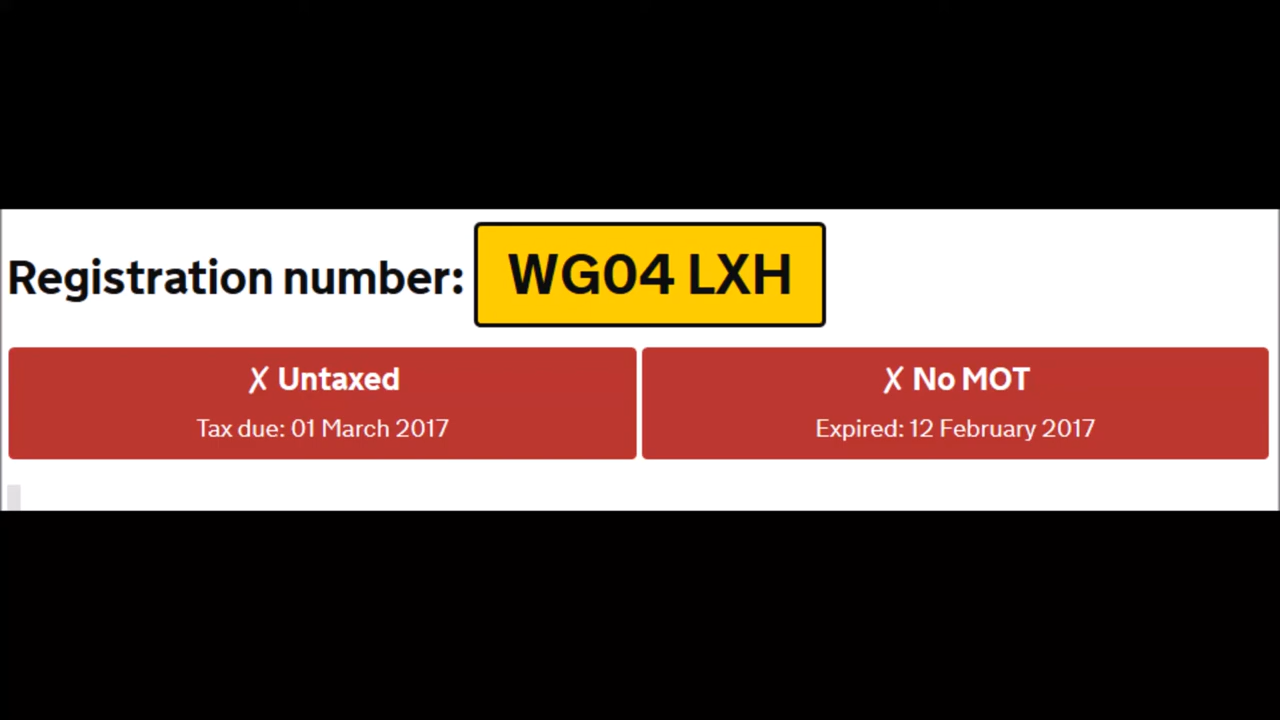 Registration number: WG04 LXH
✗ Untaxed
Tax due: 01 March 2017
✗ No MOT
Expired: 12 February 2017